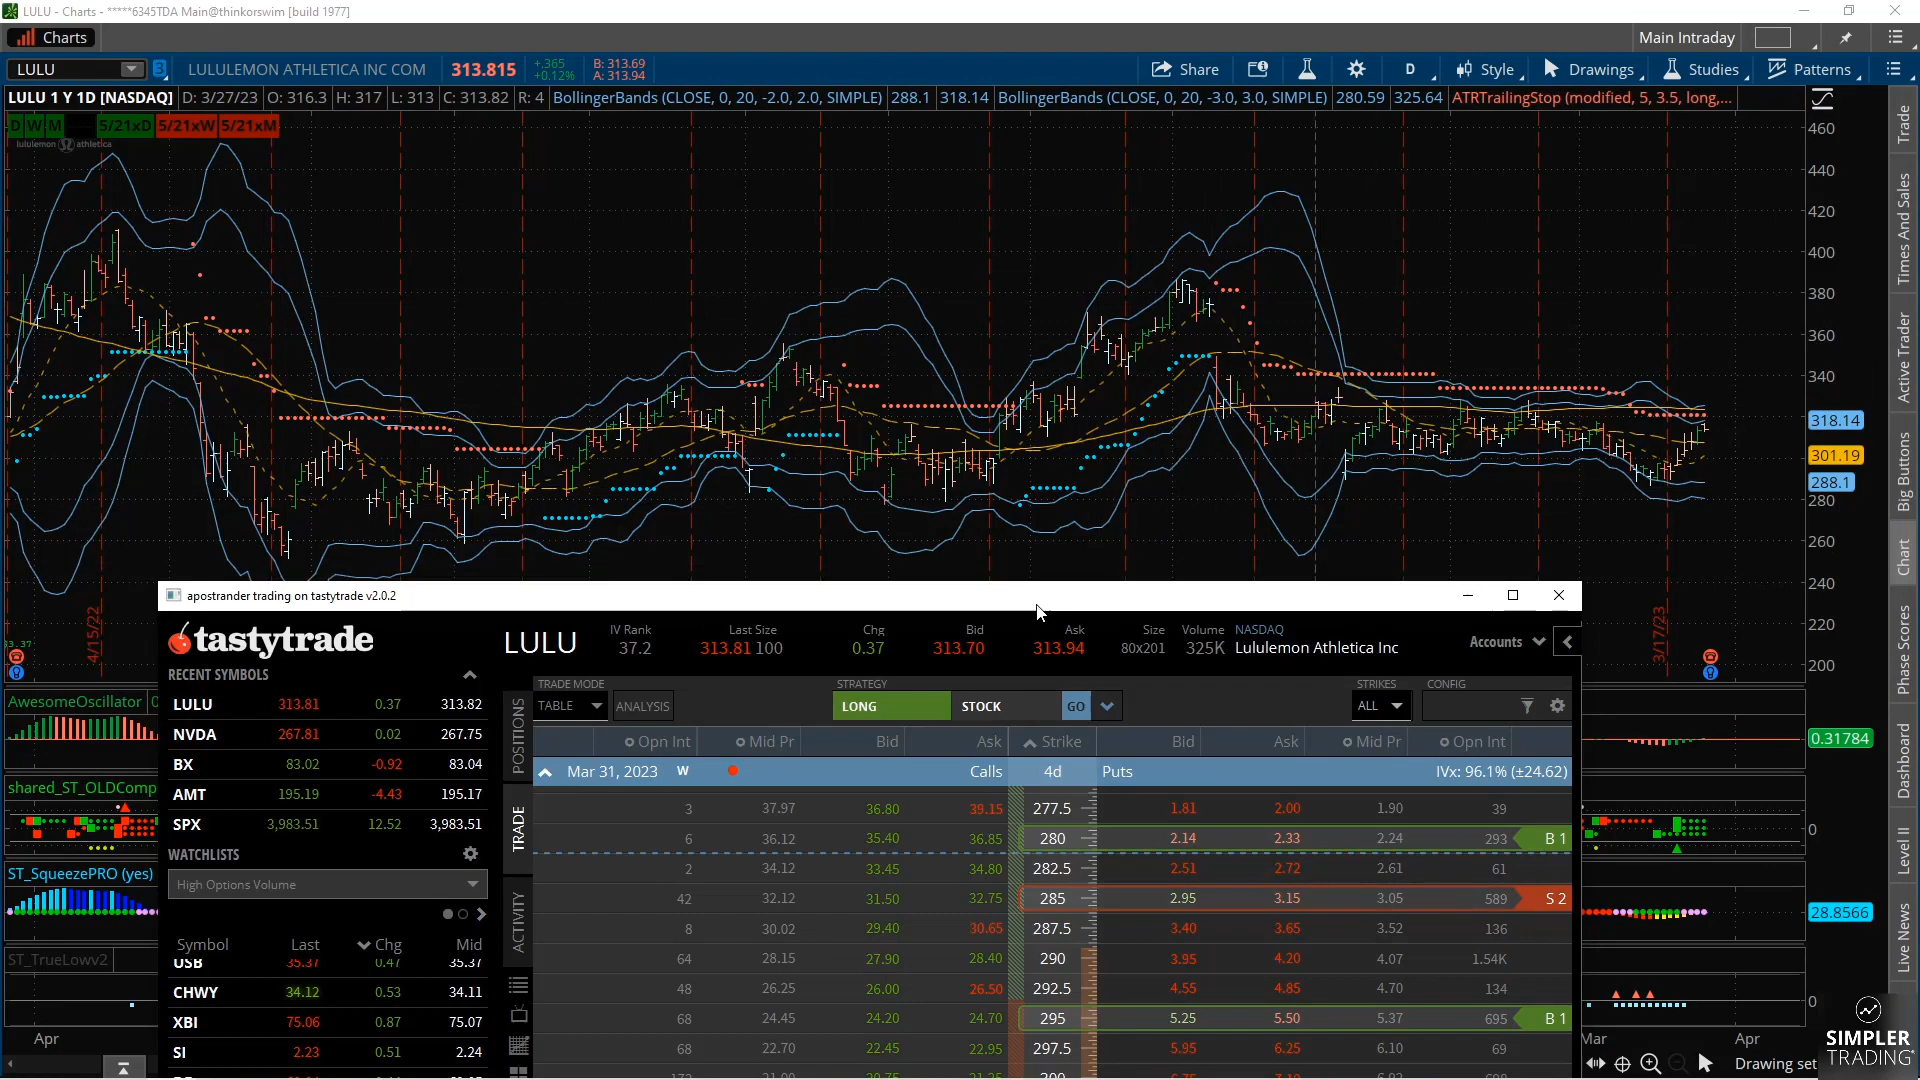 LULU - Charts - *****6345TDA Main@thinkorswim [build 1977]
Charts
Main Intraday
LULU
3
LULULEMON ATHLETICA INC COM
313.815
+.365
+0.12%
B: 313.69
A: 313.94
Share
D
Style
Drawings
Studies
Patterns
LULU 1 Y 1D [NASDAQ] D: 3/27/23 O: 316.3 H: 317 L: 313 C: 313.82 R: 4 BollingerBands (CLOSE, 0, 20, -2.0, 2.0, SIMPLE) 288.1 318.14 BollingerBands (CLOSE, 0, 20, -3.0, 3.0, SIMPLE) 280.59 325.64 ATRTrailingStop (modified, 5, 3.5, long,...
D W M 5/21xD 5/21xW 5/21xM
lululemon athletica
460
440
420
400
380
360
340
318.14
301.19
288.1
280
260
240
220
200
4/15/22
3/17/23
Trade
Times And Sales
Active Trader
Big Buttons
Chart
Phase Scores
Dashboard
Level II
Live News
apostrander trading on tastytrade v2.0.2
tastytrade
LULU
IV Rank
37.2
Last Size
313.81 100
Chg
0.37
Bid
313.70
Ask
313.94
Size
80x201
Volume
325K
NASDAQ
Lululemon Athletica Inc
Accounts
RECENT SYMBOLS
LULU 313.81 0.37 313.82
NVDA 267.81 0.02 267.75
BX 83.02 -0.92 83.04
AMT 195.19 -4.43 195.17
SPX 3,983.51 12.52 3,983.51
WATCHLISTS
High Options Volume
Symbol Last Chg Mid
USB 35.37 0.47 35.37
CHWY 34.12 0.53 34.11
XBI 75.06 0.87 75.07
SI 2.23 0.51 2.24
POSITIONS
TRADE
ACTIVITY
TRADE MODE
TABLE
ANALYSIS
STRATEGY
LONG
STOCK
GO
STRIKES
ALL
CONFIG
Opn Int Mid Pr Bid Ask Strike Bid Ask Mid Pr Opn Int
Mar 31, 2023 W Calls 4d Puts IVx: 96.1% (±24.62)
3 37.97 36.80 39.15 277.5 1.81 2.00 1.90 39
6 36.12 35.40 36.85 280 2.14 2.33 2.24 293 B 1
2 34.12 33.45 34.80 282.5 2.51 2.72 2.61 61
42 32.12 31.50 32.75 285 2.95 3.15 3.05 589 S 2
8 30.02 29.40 30.65 287.5 3.40 3.65 3.52 136
64 28.15 27.90 28.40 290 3.95 4.20 4.07 1.54K
48 26.25 26.00 26.50 292.5 4.55 4.85 4.70 134
68 24.45 24.20 24.70 295 5.25 5.50 5.37 695 B 1
68 22.70 22.45 22.95 297.5 5.95 6.25 6.10 69
AwesomeOscillator
shared_ST_OLDComp
ST_SqueezePRO (yes)
ST_TrueLowv2
Apr
0.31784
0
28.8566
0
Mar
Apr
Drawing set
SIMPLER
TRADING